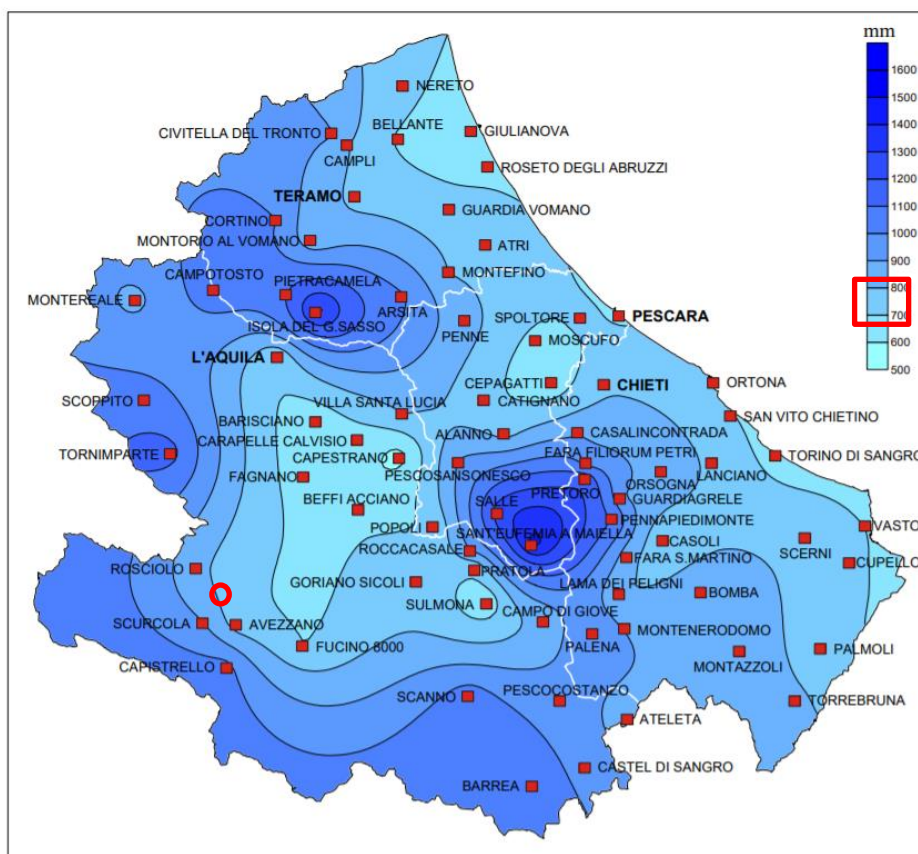 mm
1600
1500
1400
1300
1200
1100
1000
900
800
700
600
500
NERETO
CIVITELLA DEL TRONTO
BELLANTE
GIULIANOVA
CAMPLI
ROSETO DEGLI ABRUZZI
TERAMO
GUARDIA VOMANO
CORTINO
MONTORIO AL VOMANO
ATRI
CAMPOTOSTO
PIETRACAMELA
MONTEFINO
MONTEREALE
ARSITA
ISOLA DEL G.SASSO
PENNE
SPOLTORE
PESCARA
MOSCUFO
L'AQUILA
CEPAGATTI
CHIETI
ORTONA
SCOPPITO
VILLA SANTA LUCIA
CATIGNANO
SAN VITO CHIETINO
BARISCIANO
CARAPELLE CALVISIO
ALANNO
CASALINCONTRADA
TORNIMPARTE
CAPESTRANO
FARA FILIORUM PETRI
TORINO DI SANGRO
FAGNANO
PESCOSANSONESCO
LANCIANO
ORSOGNA
PRETORO
BEFFI ACCIANO
SALLE
GUARDIAGRELE
POPOLI
PENNAPIEDIMONTE
VASTO
SANT'EUFEMIA A MAIELLA
CASOLI
SCERNI
ROCCACASALE
FARA S.MARTINO
CUPELLO
ROSCIOLO
PRATOLA
GORIANO SICOLI
LAMA DEI PELIGNI
BOMBA
SULMONA
CAMPO DI GIOVE
SCURCOLA
AVEZZANO
MONTENERODOMO
FUCINO 8000
PALENA
PALMOLI
CAPISTRELLO
MONTAZZOLI
SCANNO
PESCOCOSTANZO
TORREBRUNA
ATELETA
CASTEL DI SANGRO
BARREA